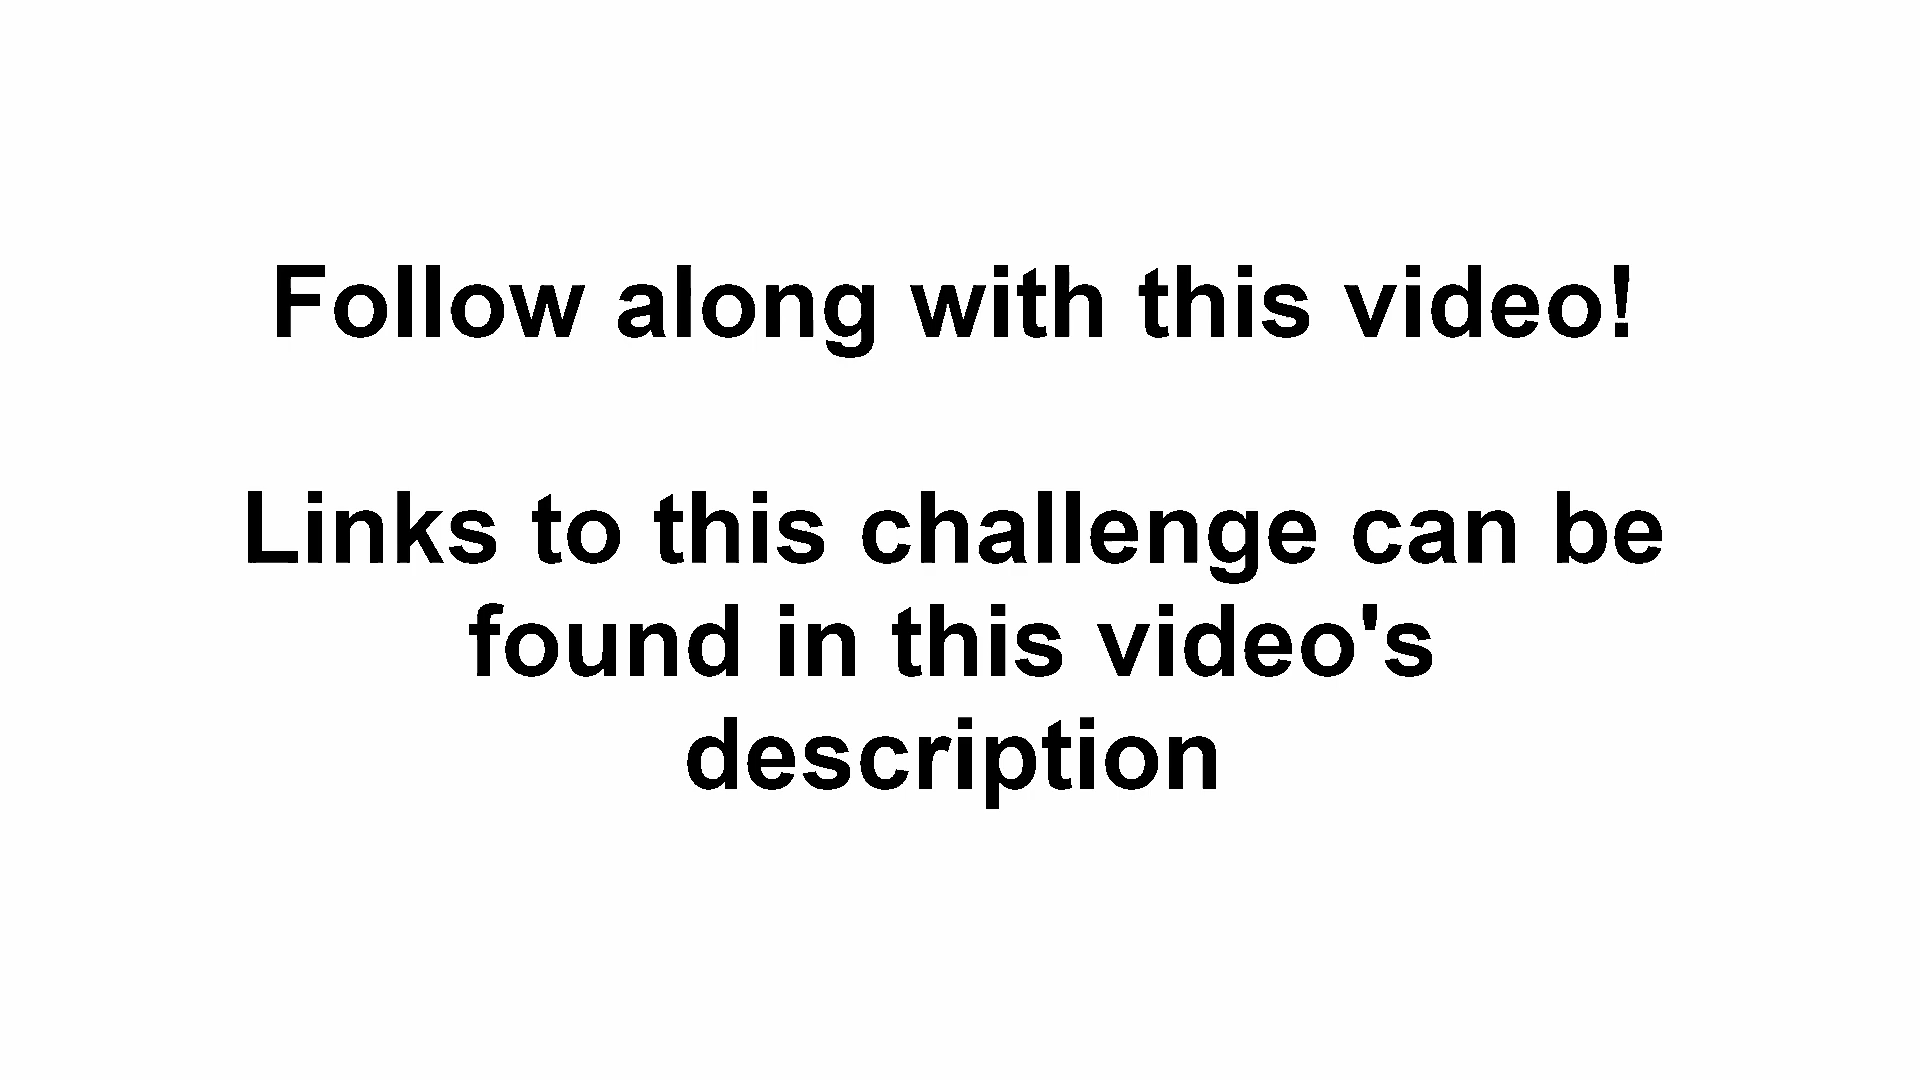 Follow along with this video!
Links to this challenge can be
found in this video's
description